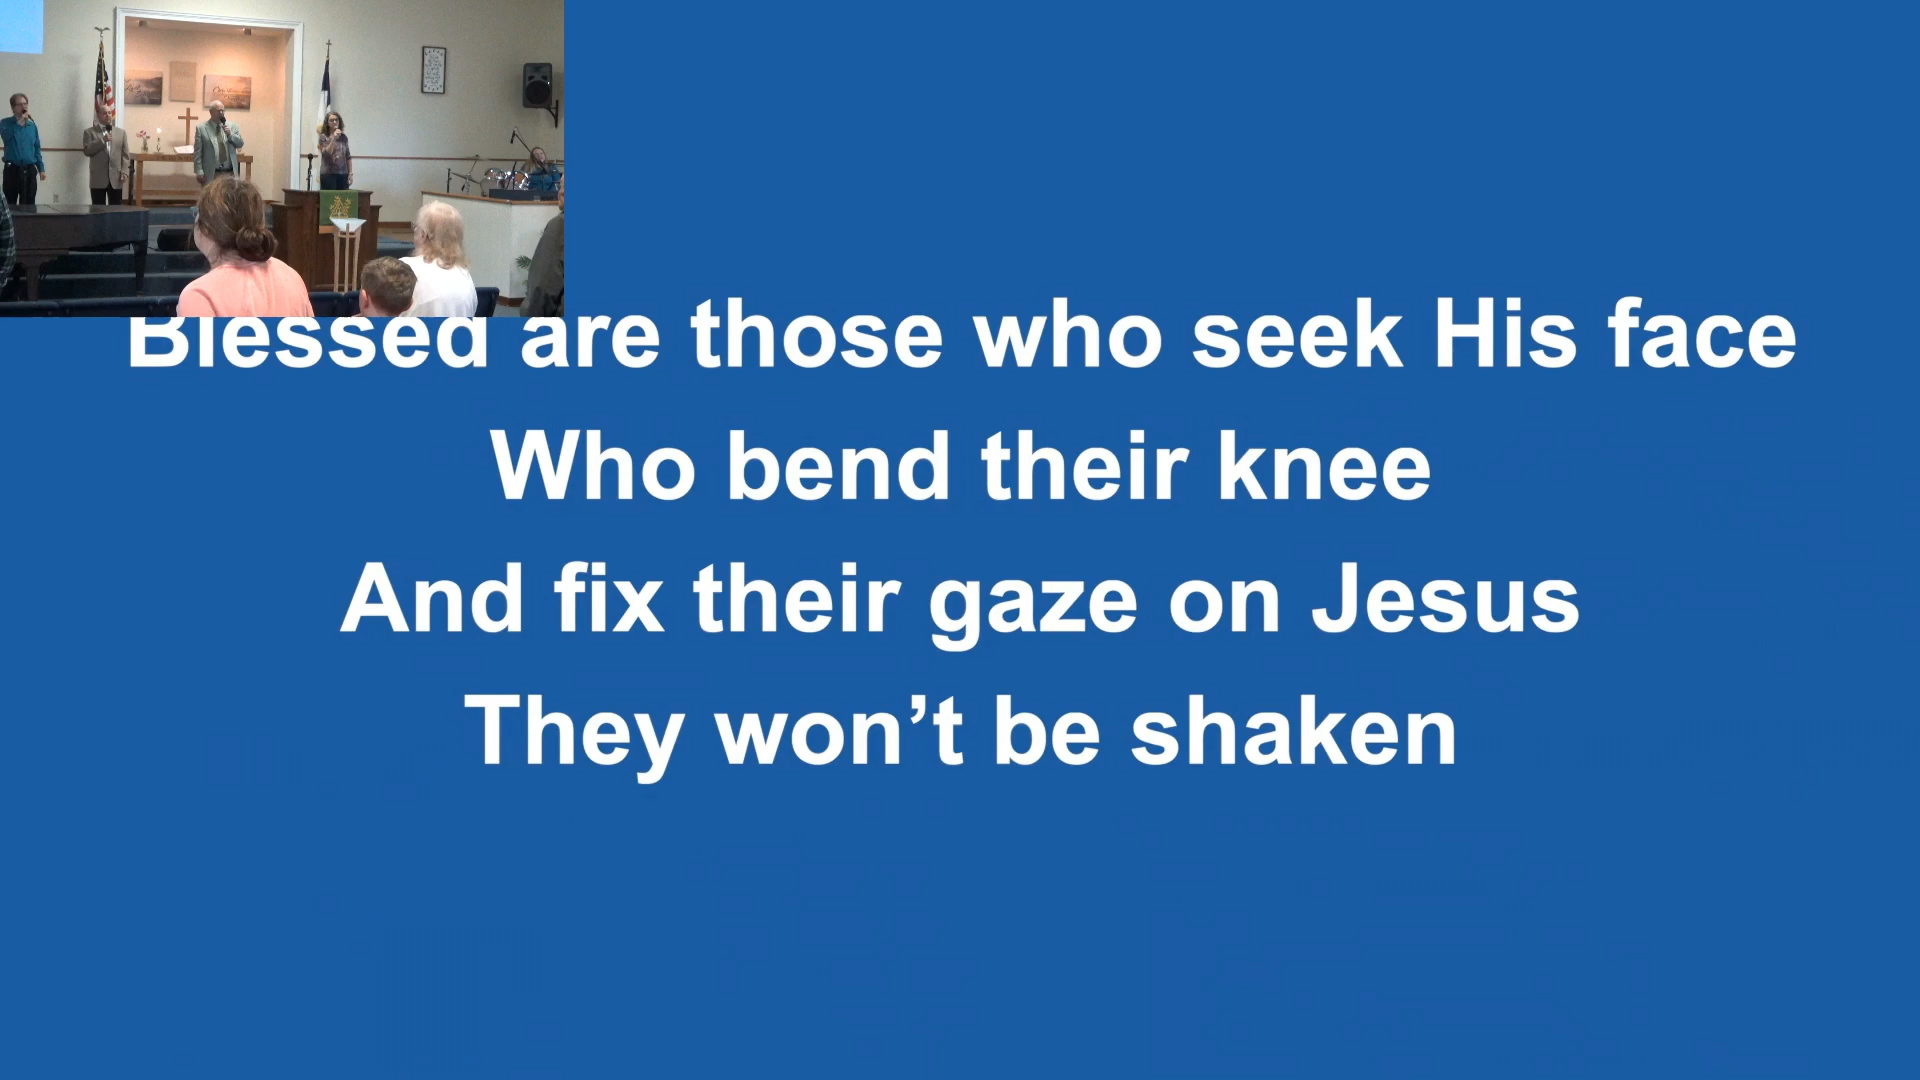 Blessed are those who seek His face
Who bend their knee
And fix their gaze on Jesus
They won’t be shaken